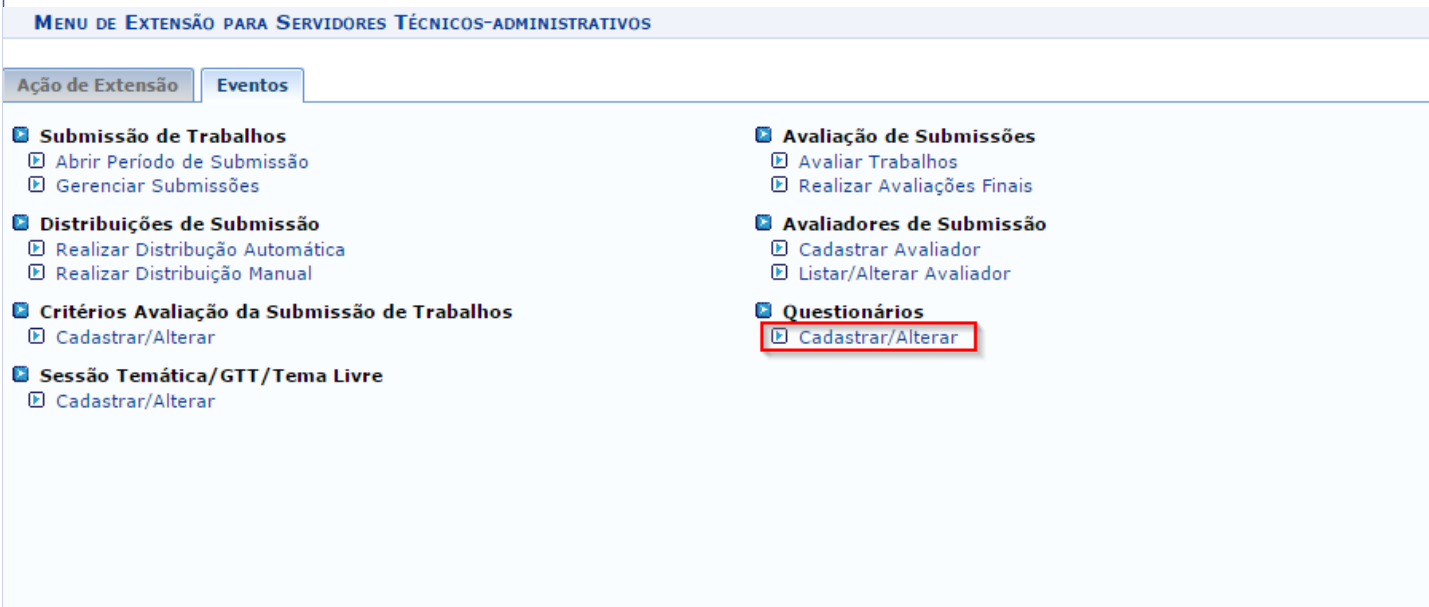 MENU DE EXTENSÃO PARA SERVIDORES TÉCNICOS-ADMINISTRATIVOS
Ação de Extensão
Eventos
Submissão de Trabalhos
Abrir Período de Submissão
Gerenciar Submissões
Distribuições de Submissão
Realizar Distribução Automática
Realizar Distribuição Manual
Critérios Avaliação da Submissão de Trabalhos
Cadastrar/Alterar
Sessão Temática/GTT/Tema Livre
Cadastrar/Alterar
Avaliação de Submissões
Avaliar Trabalhos
Realizar Avaliações Finais
Avaliadores de Submissão
Cadastrar Avaliador
Listar/Alterar Avaliador
Questionários
Cadastrar/Alterar